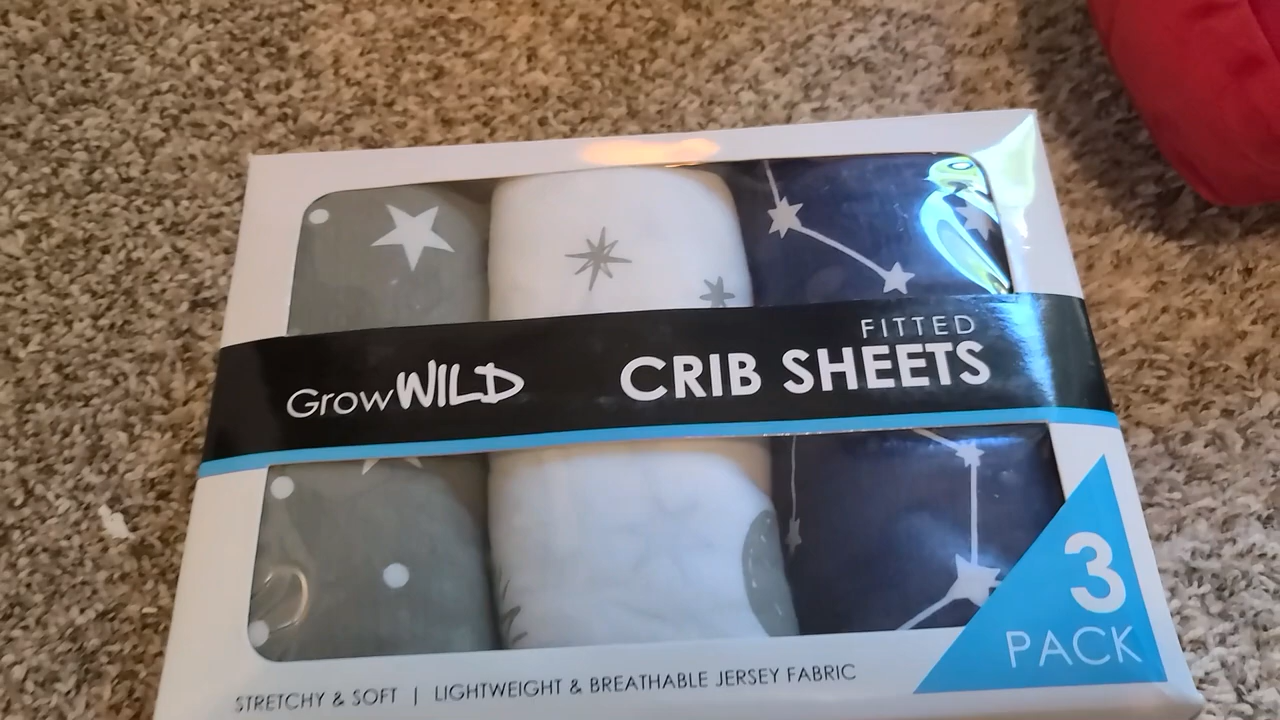 FITTED
GrowWILD CRIB SHEETS
3
PACK
STRETCHY & SOFT | LIGHTWEIGHT & BREATHABLE JERSEY FABRIC